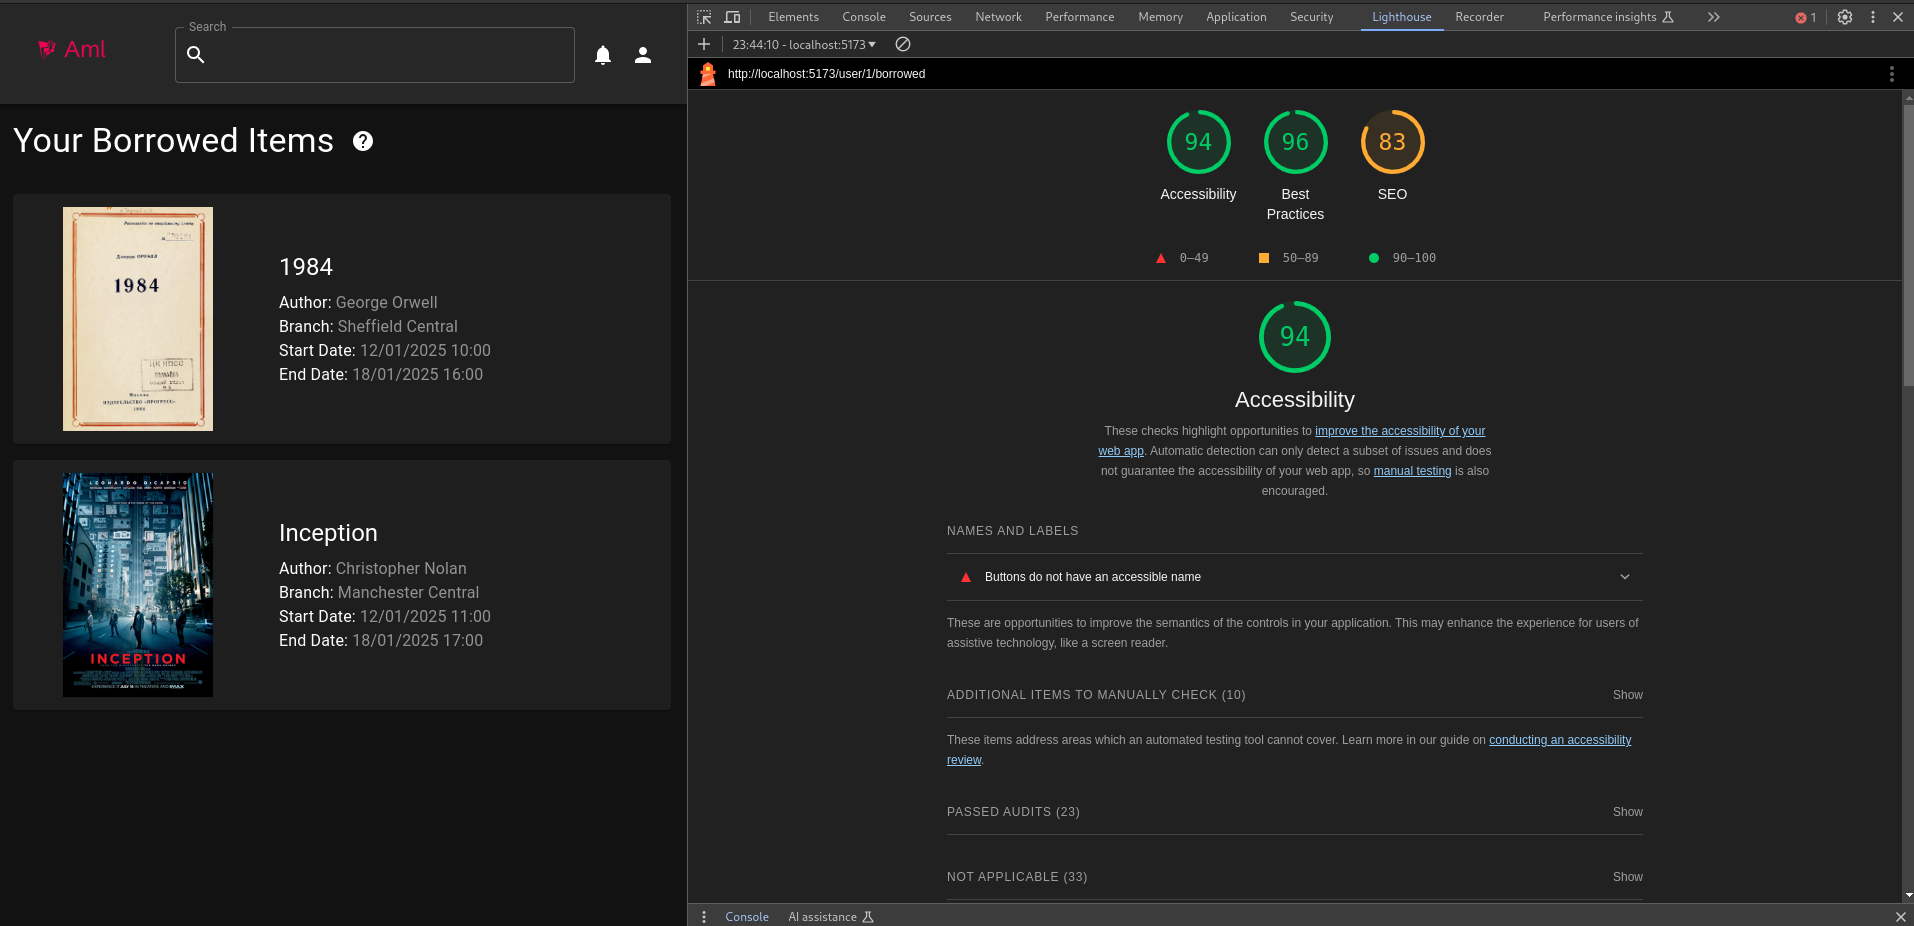 Aml
Search
Your Borrowed Items
1984
1984
Author: George Orwell
Branch: Sheffield Central
Start Date: 12/01/2025 10:00
End Date: 18/01/2025 16:00
LEONARDO DiCAPRIO
INCEPTION
Inception
Author: Christopher Nolan
Branch: Manchester Central
Start Date: 12/01/2025 11:00
End Date: 18/01/2025 17:00
Elements Console Sources Network Performance Memory Application Security Lighthouse Recorder Performance insights 1
23:44:10 - localhost:5173
http://localhost:5173/user/1/borrowed
94 96 83
Accessibility Best Practices SEO
0–49 50–89 90–100
94
Accessibility
These checks highlight opportunities to improve the accessibility of your
web app. Automatic detection can only detect a subset of issues and does
not guarantee the accessibility of your web app, so manual testing is also
encouraged.
NAMES AND LABELS
Buttons do not have an accessible name
These are opportunities to improve the semantics of the controls in your application. This may enhance the experience for users of
assistive technology, like a screen reader.
ADDITIONAL ITEMS TO MANUALLY CHECK (10) Show
These items address areas which an automated testing tool cannot cover. Learn more in our guide on conducting an accessibility
review.
PASSED AUDITS (23) Show
NOT APPLICABLE (33) Show
Console AI assistance